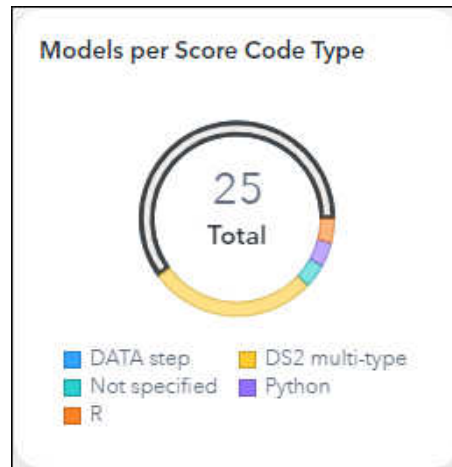 Models per Score Code Type
25
Total
DATA step
DS2 multi-type
Not specified
Python
R